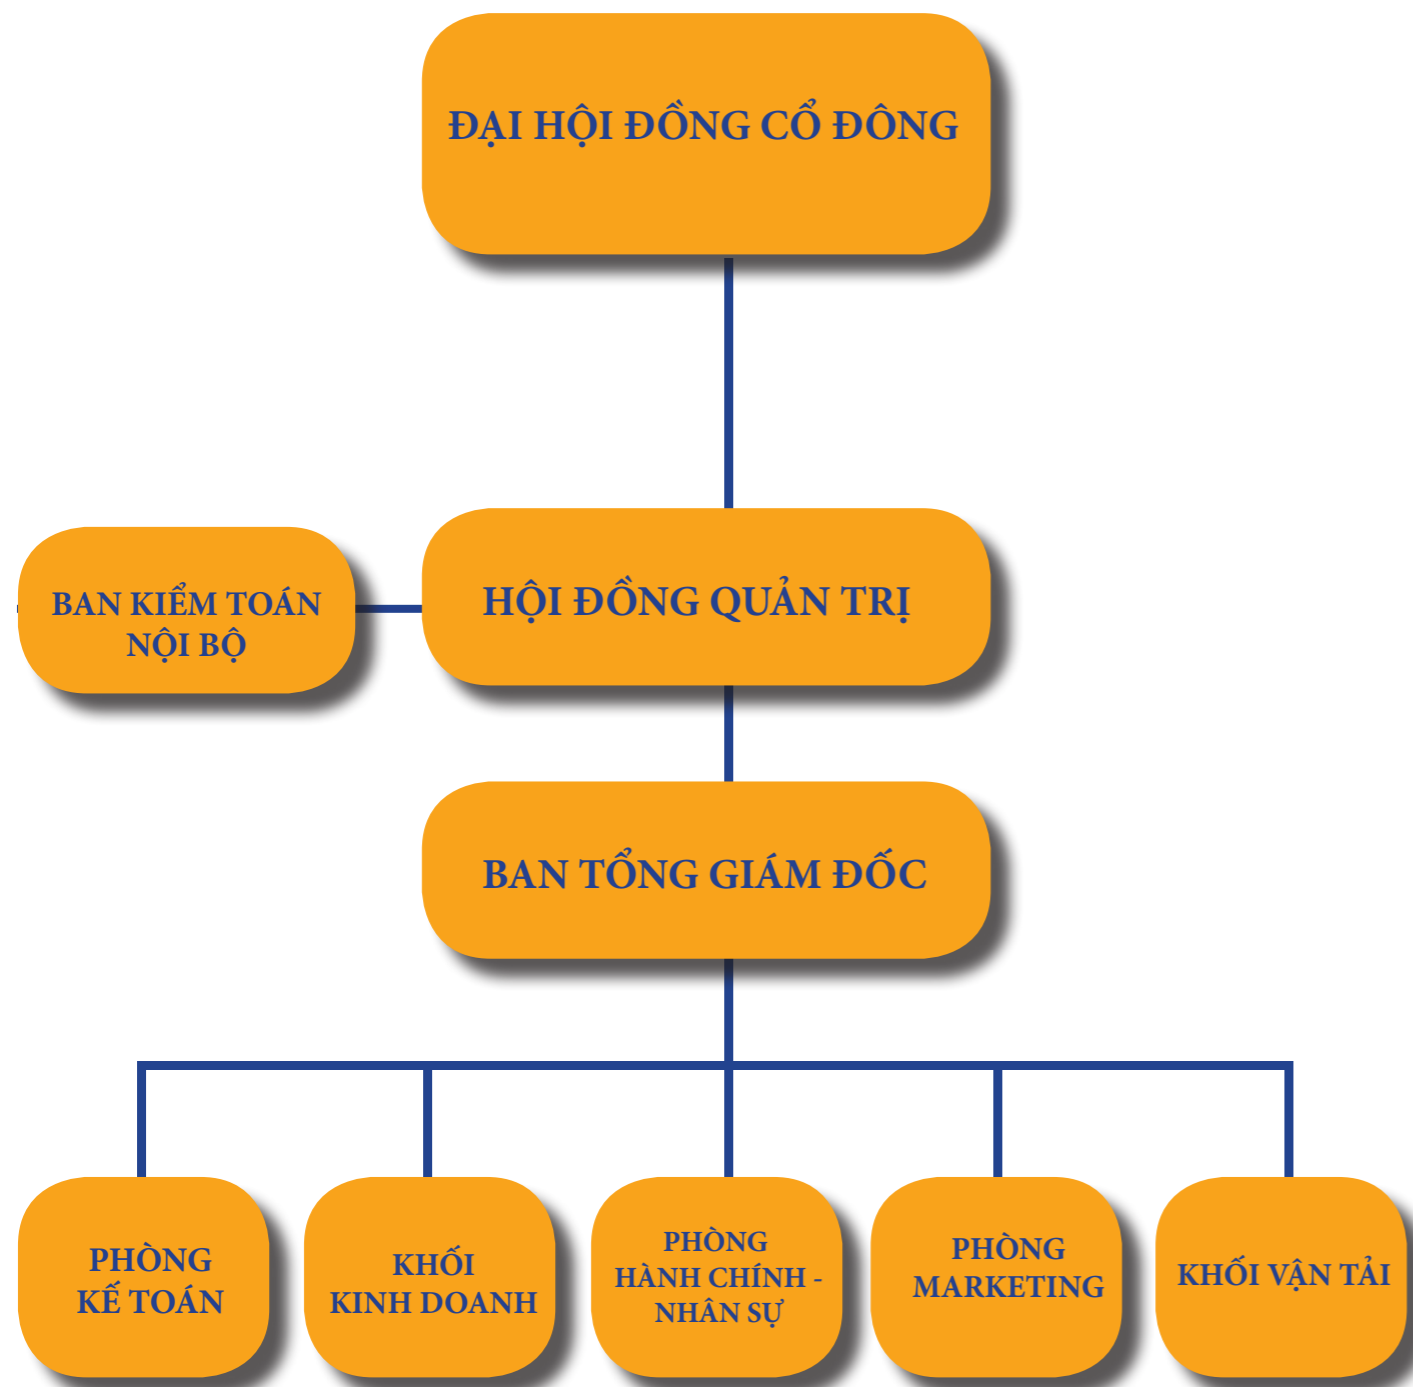 ĐẠI HỘI ĐỒNG CỔ ĐÔNG
BAN KIỂM TOÁN
NỘI BỘ
HỘI ĐỒNG QUẢN TRỊ
BAN TỔNG GIÁM ĐỐC
PHÒNG
KẾ TOÁN
KHỐI
KINH DOANH
PHÒNG
HÀNH CHÍNH -
NHÂN SỰ
PHÒNG
MARKETING
KHỐI VẬN TẢI